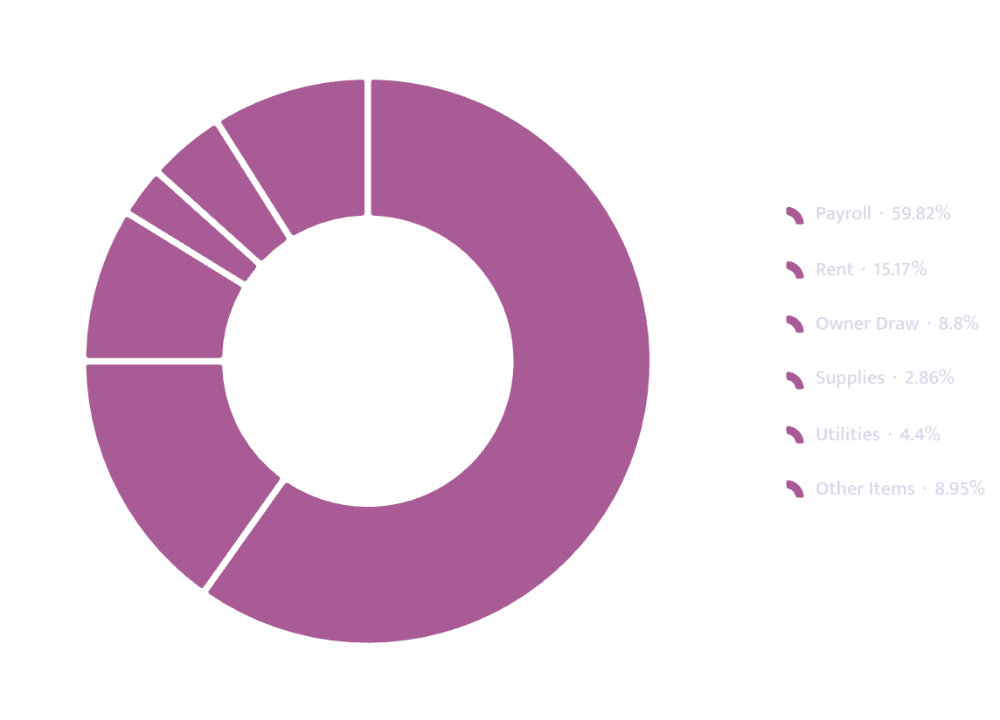 Payroll · 59.82%
Rent · 15.17%
Owner Draw · 8.8%
Supplies · 2.86%
Utilities · 4.4%
Other Items · 8.95%